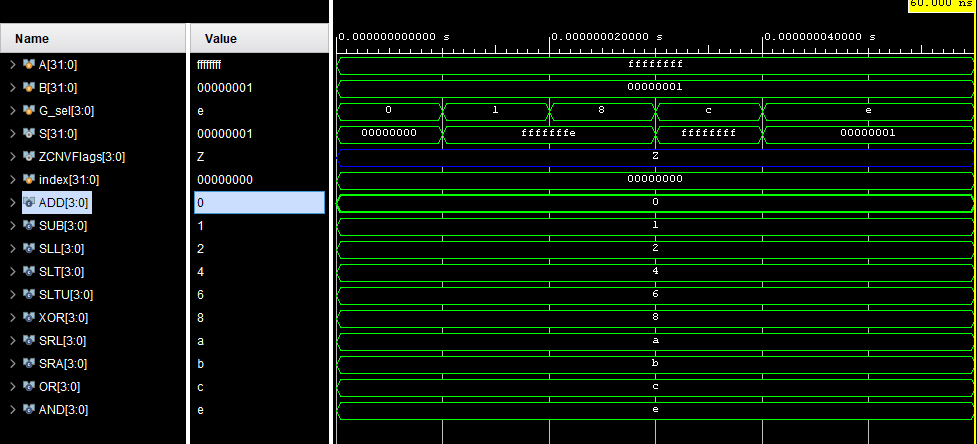 60.000 ns
Name Value 0.000000000000 s 0.000000020000 s 0.000000040000 s
A[31:0] ffffffff ffffffff
B[31:0] 00000001 00000001
G_sel[3:0] e 0 1 8 c e
S[31:0] 00000001 00000000 fffffffe ffffffff 00000001
ZCNVFlags[3:0] Z Z
index[31:0] 00000000 00000000
ADD[3:0] 0 0
SUB[3:0] 1 1
SLL[3:0] 2 2
SLT[3:0] 4 4
SLTU[3:0] 6 6
XOR[3:0] 8 8
SRL[3:0] a a
SRA[3:0] b b
OR[3:0] c c
AND[3:0] e e